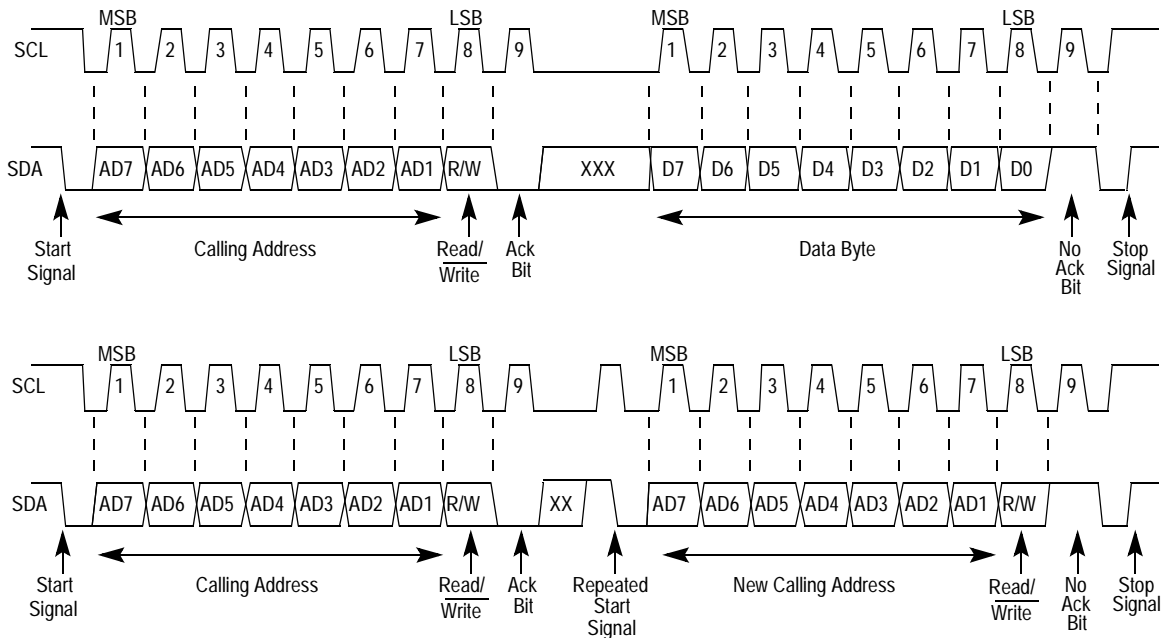 MSB LSB MSB LSB
SCL 1 2 3 4 5 6 7 8 9 1 2 3 4 5 6 7 8 9
SDA AD7 AD6 AD5 AD4 AD3 AD2 AD1 R/W XXX D7 D6 D5 D4 D3 D2 D1 D0
Start Signal
Calling Address
Read/
Write
Ack
Bit
Data Byte
No
Ack
Bit
Stop
Signal
MSB LSB MSB LSB
SCL 1 2 3 4 5 6 7 8 9 1 2 3 4 5 6 7 8 9
SDA AD7 AD6 AD5 AD4 AD3 AD2 AD1 R/W XX AD7 AD6 AD5 AD4 AD3 AD2 AD1 R/W
Start
Signal
Calling Address
Read/
Write
Ack
Bit
Repeated
Start
Signal
New Calling Address
Read/
Write
No
Ack
Bit
Stop
Signal